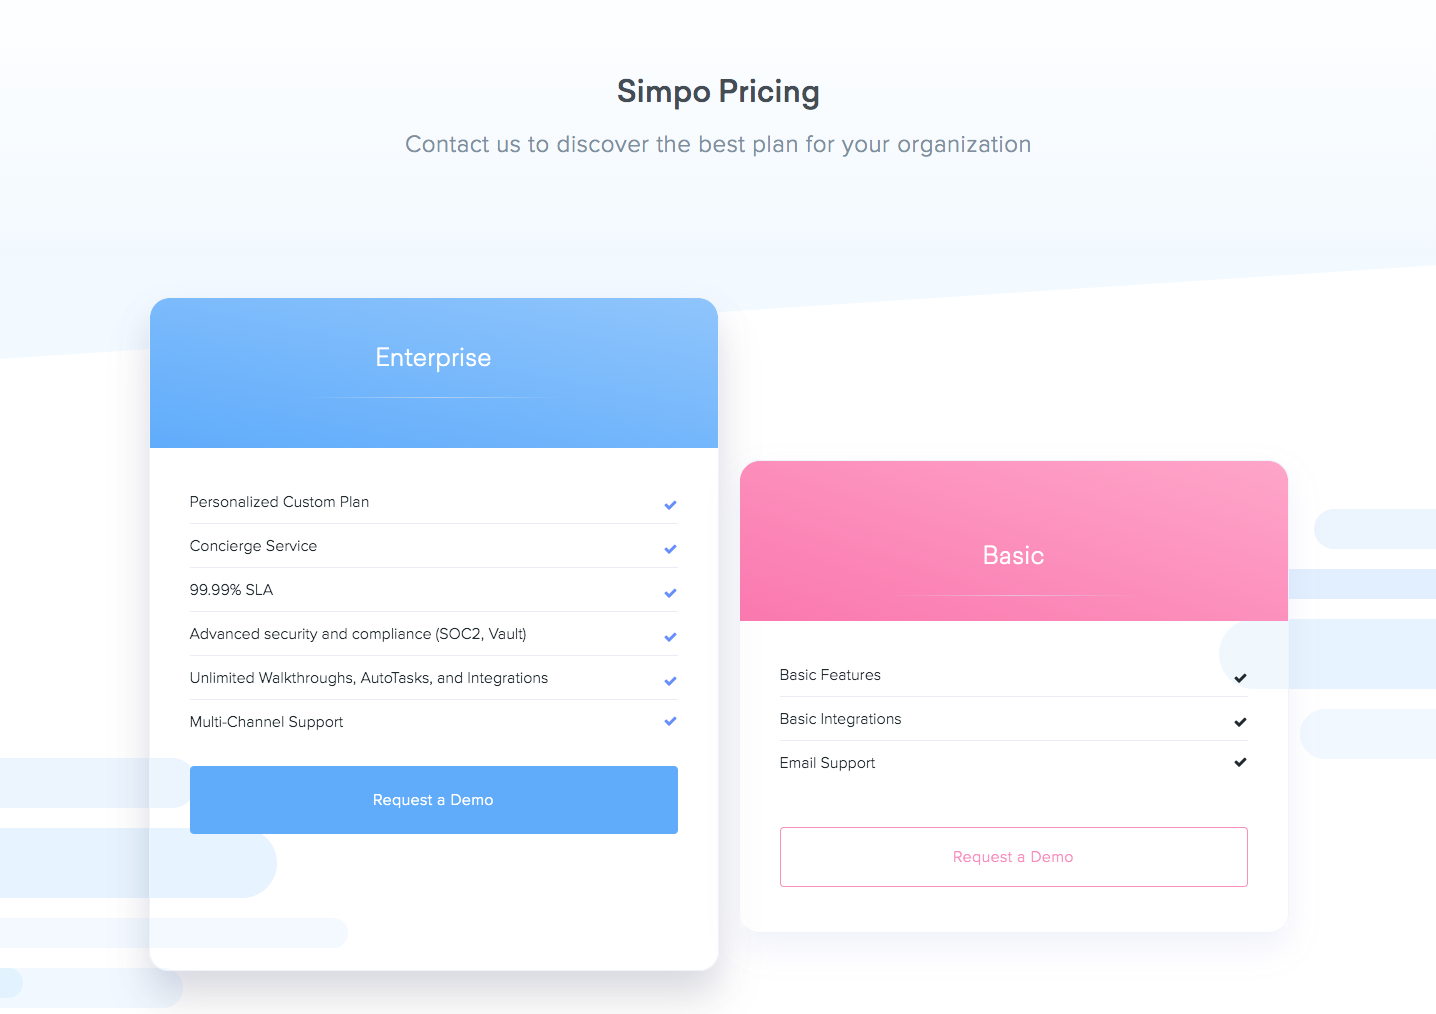 Simpo Pricing
Contact us to discover the best plan for your organization
Enterprise
Personalized Custom Plan
Concierge Service
99.99% SLA
Advanced security and compliance (SOC2, Vault)
Unlimited Walkthroughs, AutoTasks, and Integrations
Multi-Channel Support
Request a Demo
Basic
Basic Features
Basic Integrations
Email Support
Request a Demo